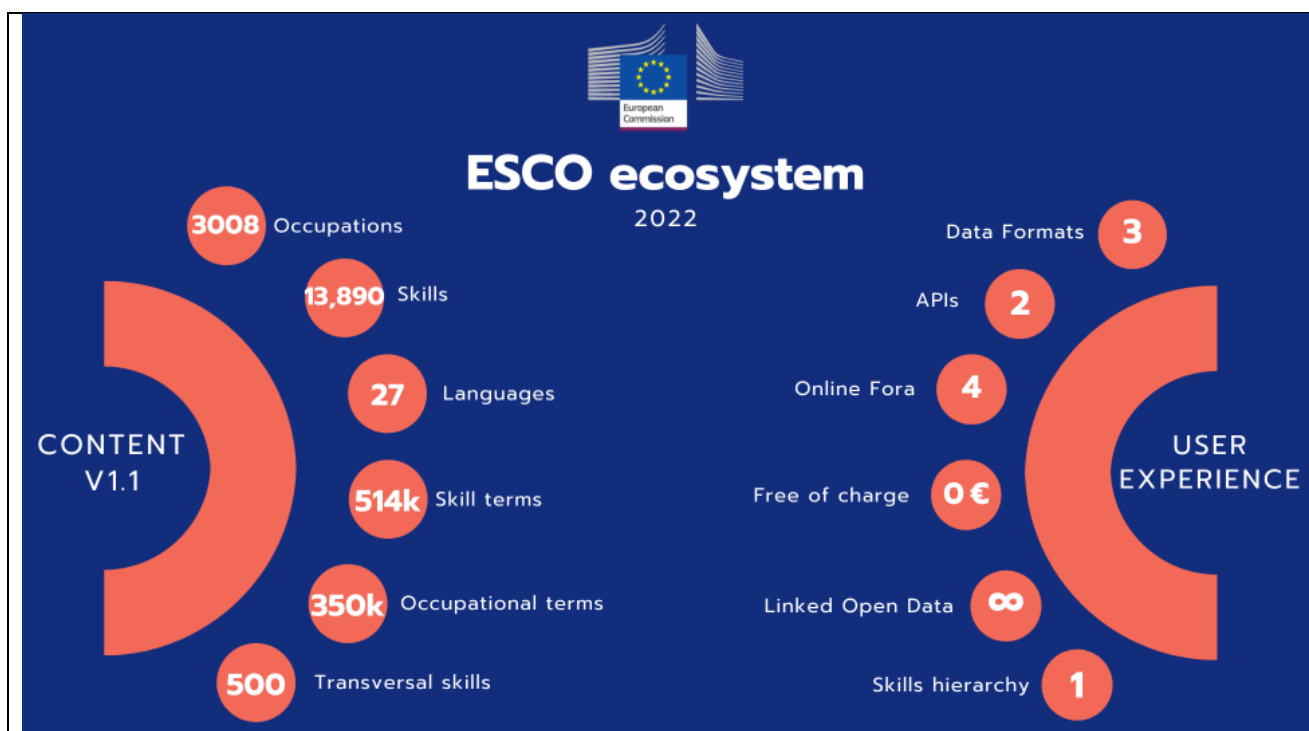 European
Commission
ESCO ecosystem
2022
3008 Occupations
13,890 Skills
27 Languages
514k Skill terms
350k Occupational terms
500 Transversal skills
CONTENT
V1.1
Data Formats 3
APIs 2
Online Fora 4
Free of charge 0 €
Linked Open Data ∞
Skills hierarchy 1
USER
EXPERIENCE